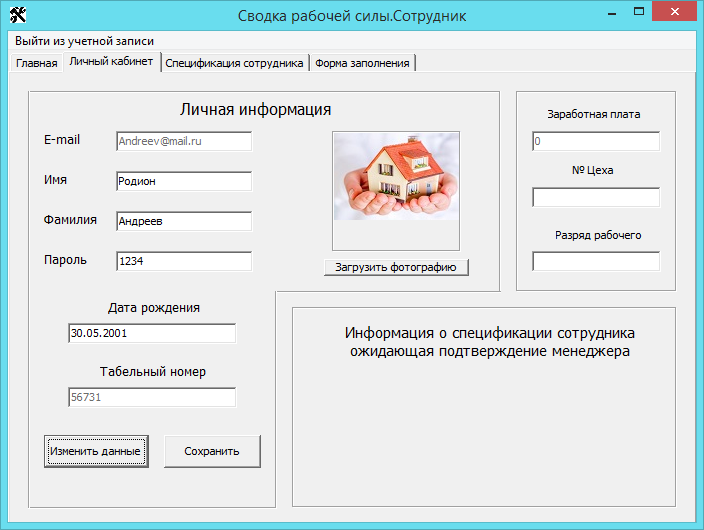 Сводка рабочей силы.Сотрудник
Выйти из учетной записи
Главная
Личный кабинет
Спецификация сотрудника
Форма заполнения
Личная информация
E-mail
Andreev@mail.ru
Имя
Родион
Фамилия
Андреев
Пароль
1234
Загрузить фотографию
Дата рождения
30.05.2001
Табельный номер
56731
Изменить данные
Сохранить
Заработная плата
0
№ Цеха
Разряд рабочего
Информация о спецификации сотрудника
ожидающая подтверждение менеджера